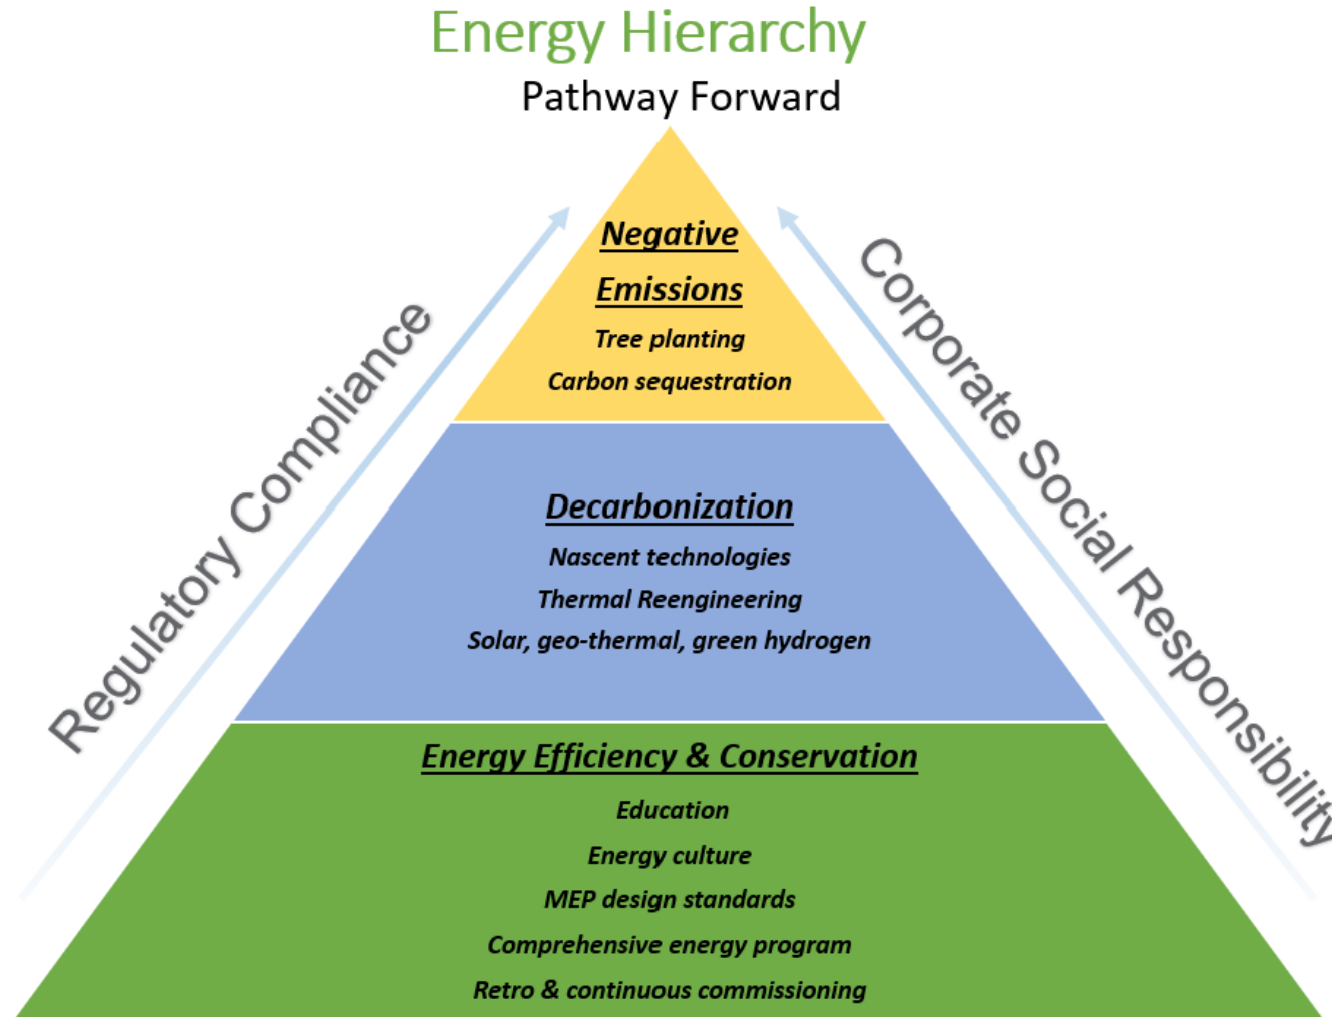 Energy Hierarchy
Pathway Forward
Regulatory Compliance
Corporate Social Responsibility
Negative
Emissions
Tree planting
Carbon sequestration
Decarbonization
Nascent technologies
Thermal Reengineering
Solar, geo-thermal, green hydrogen
Energy Efficiency & Conservation
Education
Energy culture
MEP design standards
Comprehensive energy program
Retro & continuous commissioning